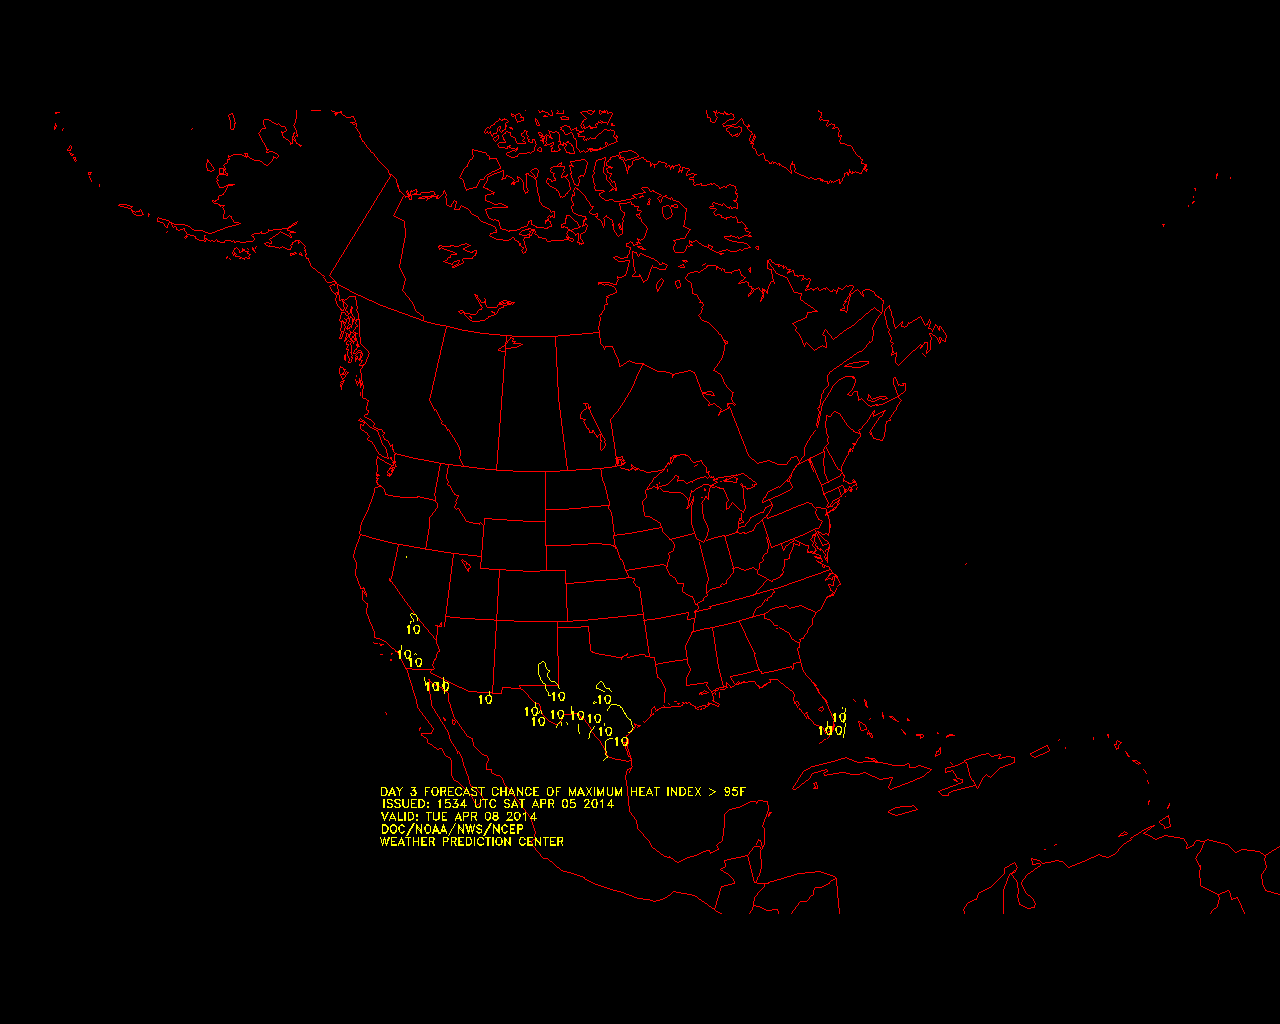 10
10
10
10 10
10
10
10
10 10 10 10
10
10
10
10
10 10
DAY 3 FORECAST CHANCE OF MAXIMUM HEAT INDEX > 95F
ISSUED: 1534 UTC SAT APR 05 2014
VALID: TUE APR 08 2014
DOC/NOAA/NWS/NCEP
WEATHER PREDICTION CENTER